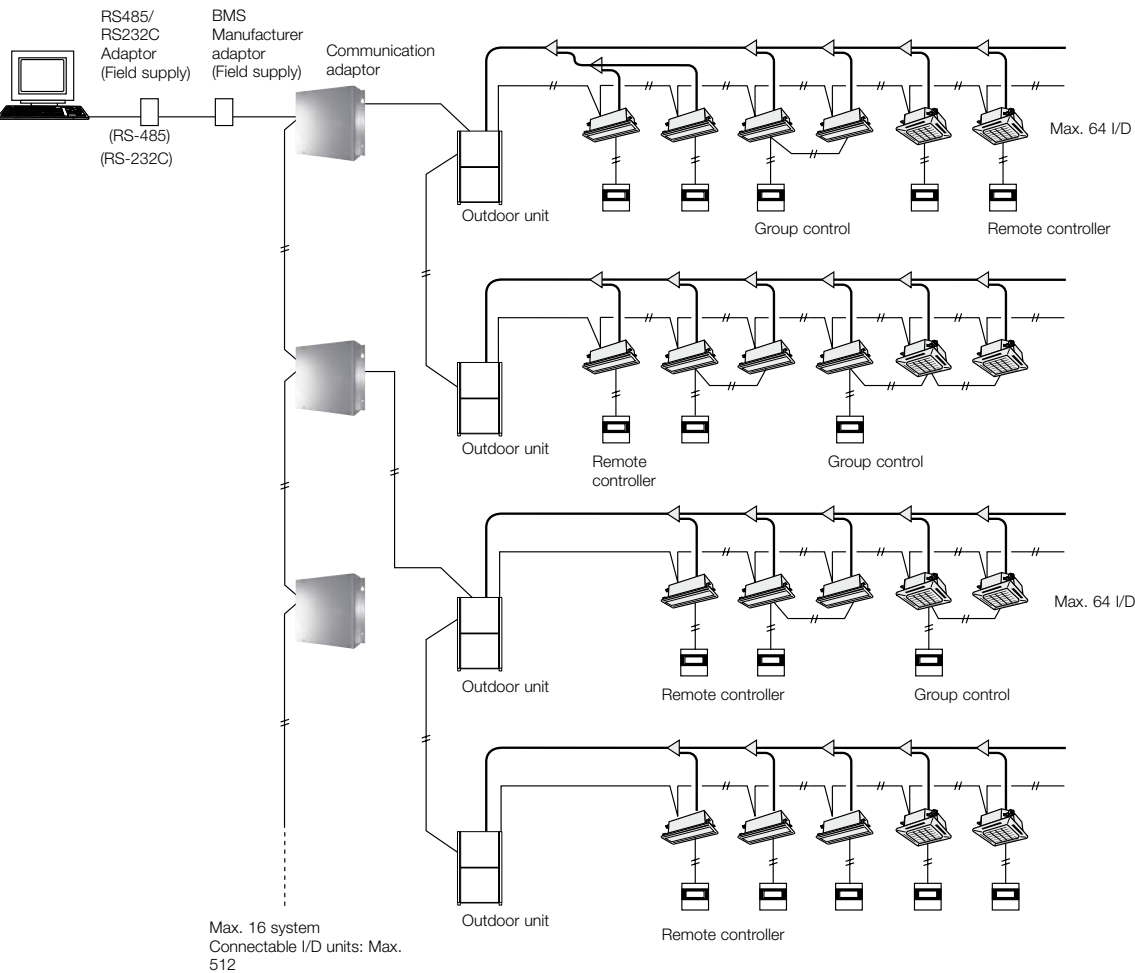 RS485/
RS232C
Adaptor
(Field supply)
BMS
Manufacturer
adaptor
(Field supply)
Communication
adaptor
(RS-485)
(RS-232C)
Max. 64 I/D
Outdoor unit
Group control
Remote controller
Outdoor unit
Remote
controller
Group control
Max. 64 I/D
Outdoor unit
Remote controller
Group control
Outdoor unit
Remote controller
Max. 16 system
Connectable I/D units: Max.
512